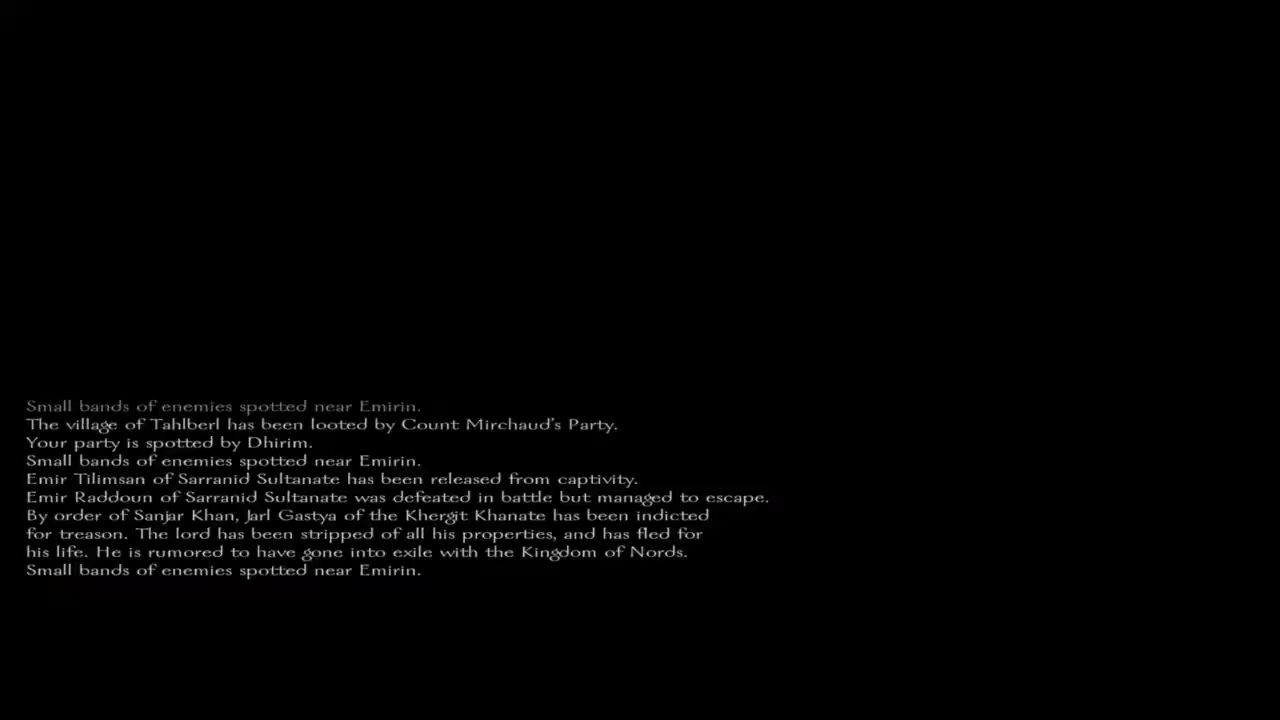 Small bands of enemies spotted near Emirin.
The village of Tahlberl has been looted by Count Mirchaud's Party.
Your party is spotted by Dhirim.
Small bands of enemies spotted near Emirin.
Emir Tilimsan of Sarranid Sultanate has been released from captivity.
Emir Raddoun of Sarranid Sultanate was defeated in battle but managed to escape.
By order of Sanjar Khan, Jarl Gastya of the Khergit Khanate has been indicted
for treason. The lord has been stripped of all his properties, and has fled for
his life. He is rumored to have gone into exile with the Kingdom of Nords.
Small bands of enemies spotted near Emirin.